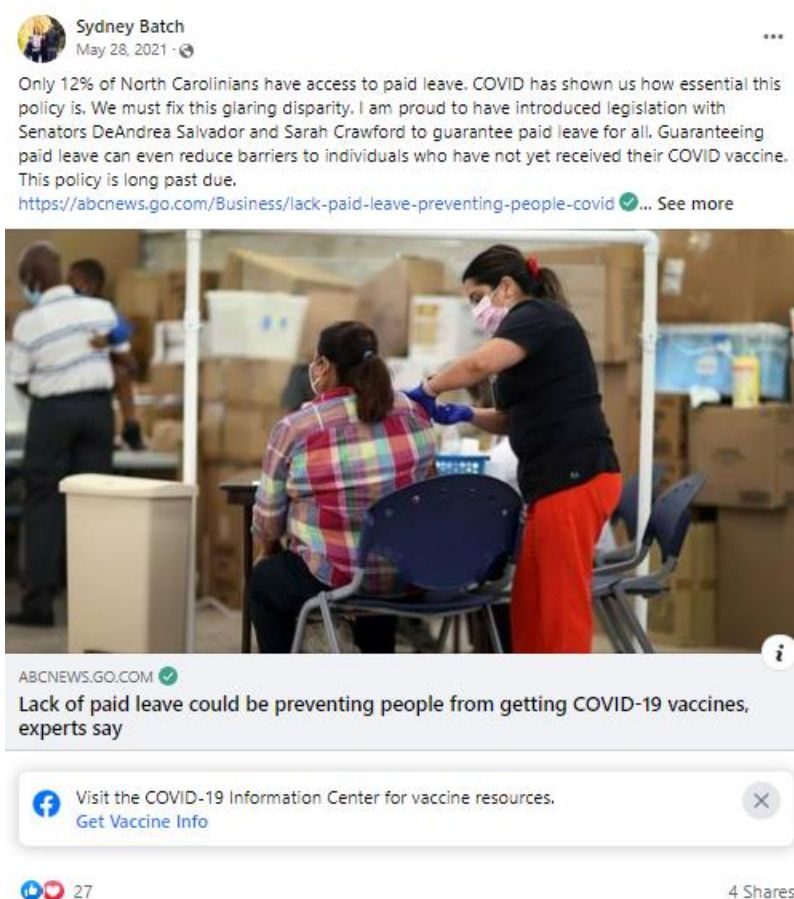 Sydney Batch
May 28, 2021 ·
Only 12% of North Carolinians have access to paid leave. COVID has shown us how essential this
policy is. We must fix this glaring disparity. I am proud to have introduced legislation with
Senators DeAndrea Salvador and Sarah Crawford to guarantee paid leave for all. Guaranteeing
paid leave can even reduce barriers to individuals who have not yet received their COVID vaccine.
This policy is long past due.
https://abcnews.go.com/Business/lack-paid-leave-preventing-people-covid ... See more
ABCNEWS.GO.COM
Lack of paid leave could be preventing people from getting COVID-19 vaccines,
experts say
Visit the COVID-19 Information Center for vaccine resources.
Get Vaccine Info
27
4 Shares